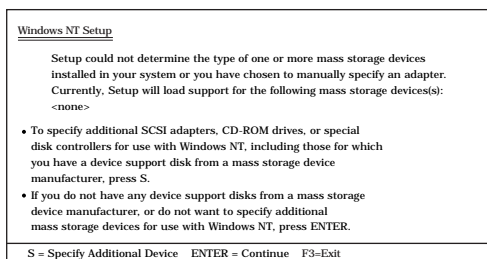 Windows NT Setup
Setup could not determine the type of one or more mass storage devices
installed in your system or you have chosen to manually specify an adapter.
Currently, Setup will load support for the following mass storage devices(s):
<none>
• To specify additional SCSI adapters, CD-ROM drives, or special
disk controllers for use with Windows NT, including those for which
you have a device support disk from a mass storage device
manufacturer, press S.
• If you do not have any device support disks from a mass storage
device manufacturer, or do not want to specify additional
mass storage devices for use with Windows NT, press ENTER.
S = Specify Additional Device ENTER = Continue F3=Exit